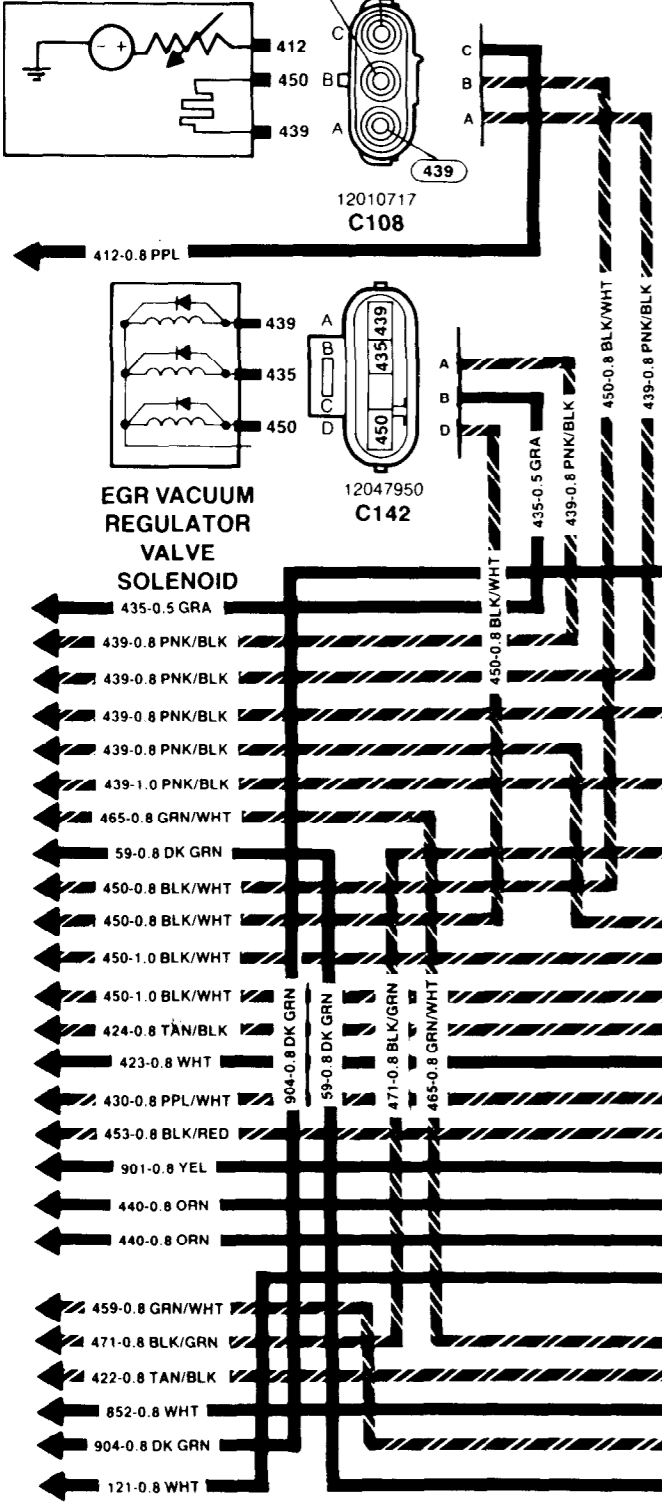 412
450
439
C
B
A
439
12010717
C108
C
B
A
412-0.8 PPL
439
435
450
A
B
C
D
439
435
450
12047950
C142
A
B
D
EGR VACUUM
REGULATOR
VALVE
SOLENOID
435-0.5 GRA
439-0.8 PNK/BLK
450-0.8 BLK/WHT
439-0.8 PNK/BLK
450-0.8 BLK/WHT
435-0.5 GRA
439-0.8 PNK/BLK
439-0.8 PNK/BLK
439-0.8 PNK/BLK
439-0.8 PNK/BLK
439-1.0 PNK/BLK
465-0.8 GRN/WHT
59-0.8 DK GRN
450-0.8 BLK/WHT
450-0.8 BLK/WHT
450-1.0 BLK/WHT
450-1.0 BLK/WHT
424-0.8 TAN/BLK
423-0.8 WHT
430-0.8 PPL/WHT
453-0.8 BLK/RED
901-0.8 YEL
440-0.8 ORN
440-0.8 ORN
904-0.8 DK GRN
59-0.8 DK GRN
471-0.8 BLK/GRN
465-0.8 GRN/WHT
459-0.8 GRN/WHT
471-0.8 BLK/GRN
422-0.8 TAN/BLK
852-0.8 WHT
904-0.8 DK GRN
121-0.8 WHT